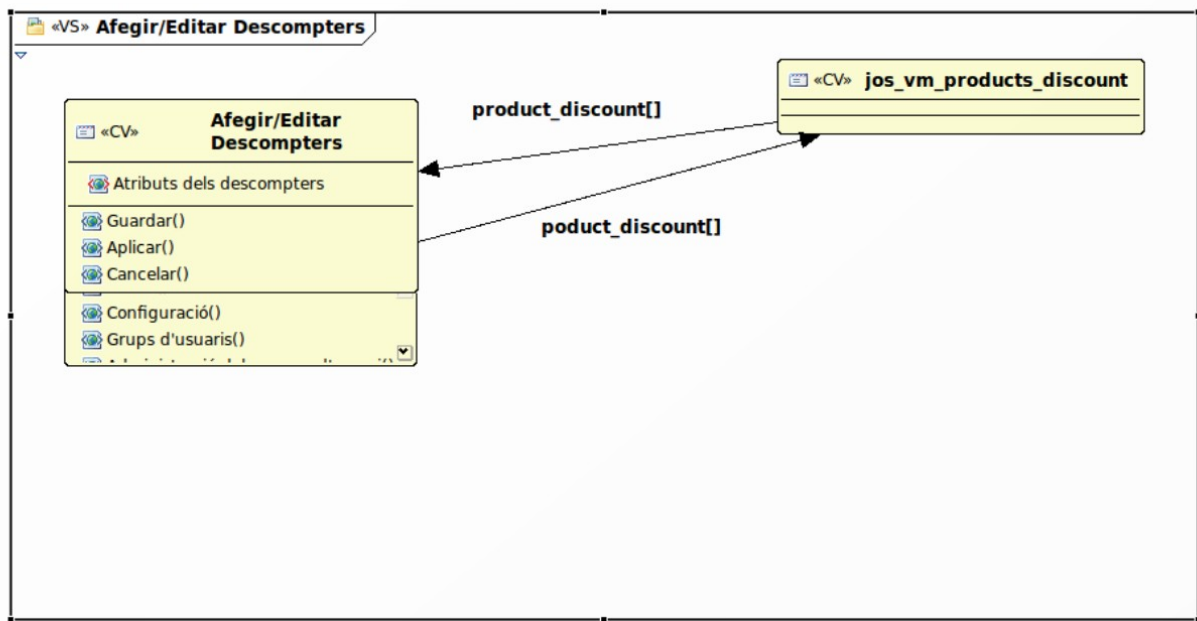 «VS» Afegir/Editar Descompters
«CV» jos_vm_products_discount
product_discount[]
«CV» Afegir/Editar
Descompters
Atributs dels descompters
Guardar()
Aplicar()
Cancelar()
poduct_discount[]
Configuració()
Grups d'usuaris()